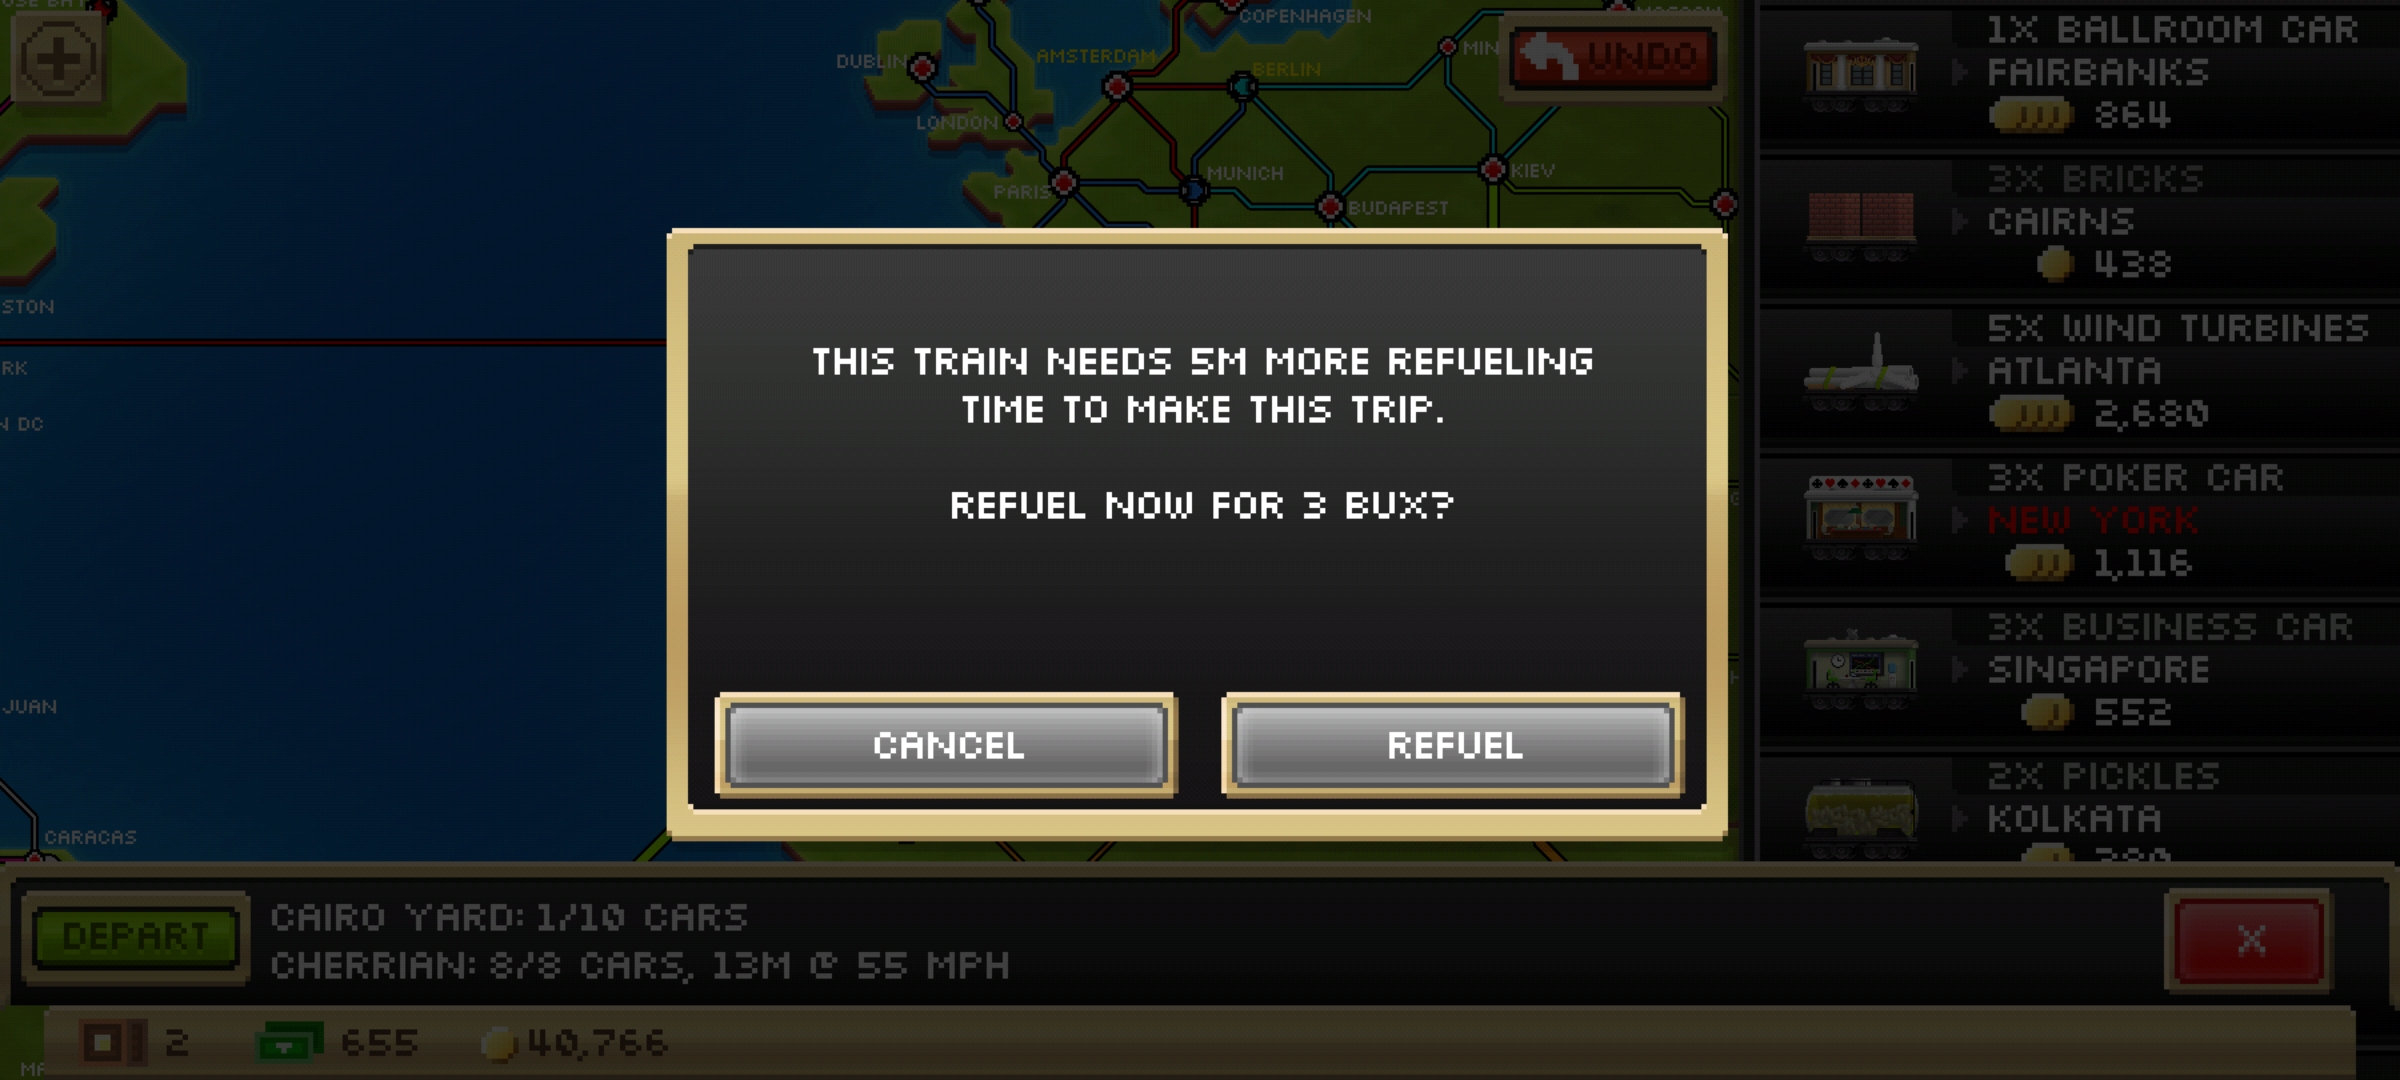 COPENHAGEN
DUBLIN
AMSTERDAM
BERLIN
MIN
UNDO
LONDON
PARIS
MUNICH
KIEV
BUDAPEST
STON
RK
N DC
JUAN
CARACAS
THIS TRAIN NEEDS 5M MORE REFUELING
TIME TO MAKE THIS TRIP.
REFUEL NOW FOR 3 BUX?
CANCEL
REFUEL
1X BALLROOM CAR
FAIRBANKS
864
3X BRICKS
CAIRNS
438
5X WIND TURBINES
ATLANTA
2,680
3X POKER CAR
NEW YORK
1,116
3X BUSINESS CAR
SINGAPORE
552
2X PICKLES
KOLKATA
DEPART
CAIRO YARD: 1/10 CARS
CHERRIAN: 8/8 CARS, 13M @ 55 MPH
X
2
655
40,766